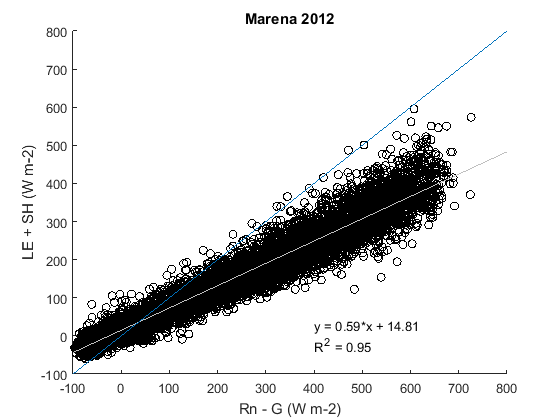 Marena 2012
800
700
600
500
400
300
200
100
0
-100
LE + SH (W m-2)
y = 0.59*x + 14.81
R2 = 0.95
-100 0 100 200 300 400 500 600 700 800
Rn - G (W m-2)